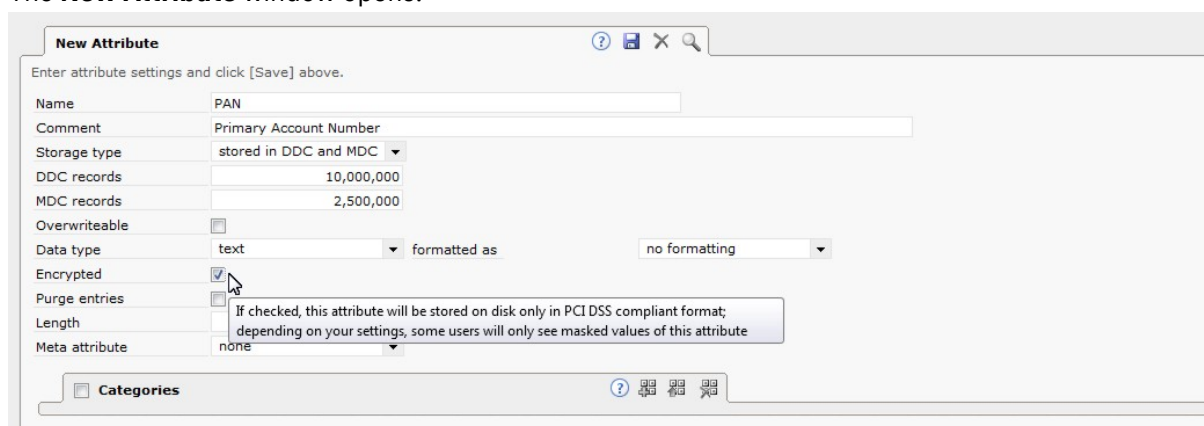 The New Attribute window opens.
New Attribute
Enter attribute settings and click [Save] above.
Name PAN
Comment Primary Account Number
Storage type stored in DDC and MDC
DDC records 10,000,000
MDC records 2,500,000
Overwriteable
Data type text formatted as no formatting
Encrypted
Purge entries
If checked, this attribute will be stored on disk only in PCI DSS compliant format;
Length
depending on your settings, some users will only see masked values of this attribute
Meta attribute none
Categories